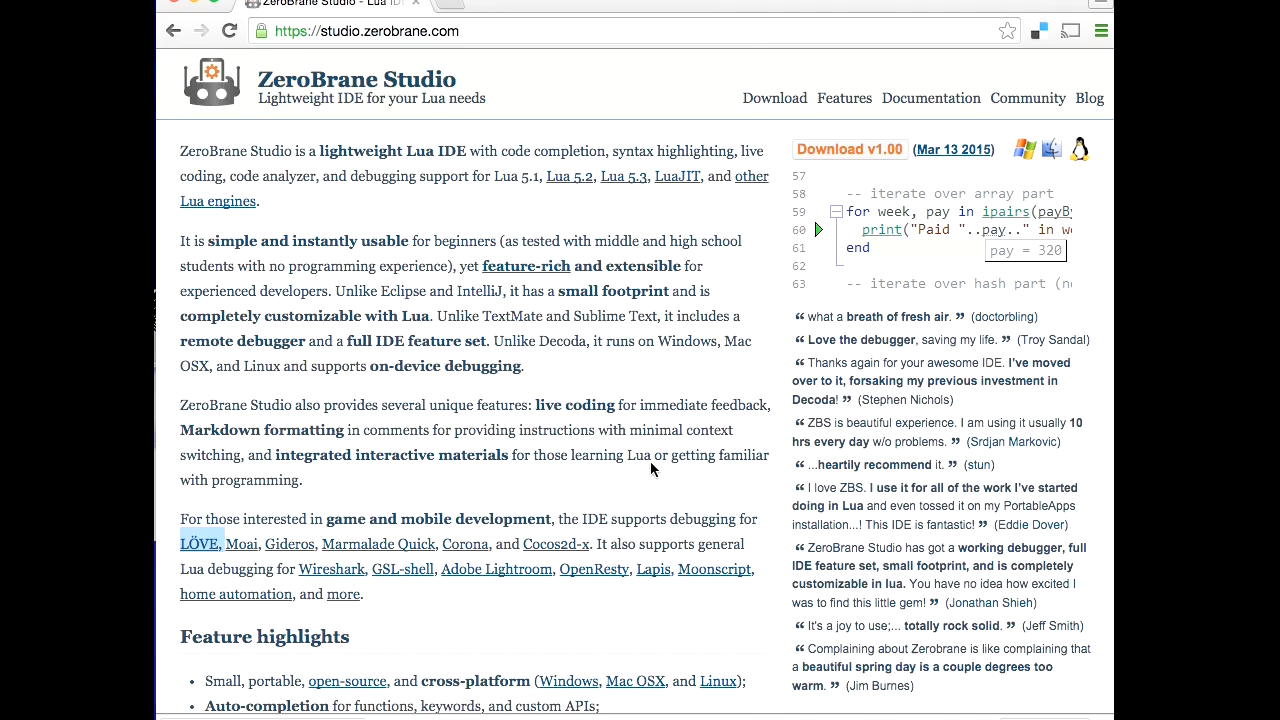 ZeroBrane Studio - Lua ID
https://studio.zerobrane.com
ZeroBrane Studio
Lightweight IDE for your Lua needs
Download Features Documentation Community Blog
ZeroBrane Studio is a lightweight Lua IDE with code completion, syntax highlighting, live
coding, code analyzer, and debugging support for Lua 5.1, Lua 5.2, Lua 5.3, LuaJIT, and other
Lua engines.
It is simple and instantly usable for beginners (as tested with middle and high school
students with no programming experience), yet feature-rich and extensible for
experienced developers. Unlike Eclipse and IntelliJ, it has a small footprint and is
completely customizable with Lua. Unlike TextMate and Sublime Text, it includes a
remote debugger and a full IDE feature set. Unlike Decoda, it runs on Windows, Mac
OSX, and Linux and supports on-device debugging.
ZeroBrane Studio also provides several unique features: live coding for immediate feedback,
Markdown formatting in comments for providing instructions with minimal context
switching, and integrated interactive materials for those learning Lua or getting familiar
with programming.
For those interested in game and mobile development, the IDE supports debugging for
LÖVE, Moai, Gideros, Marmalade Quick, Corona, and Cocos2d-x. It also supports general
Lua debugging for Wireshark, GSL-shell, Adobe Lightroom, OpenResty, Lapis, Moonscript,
home automation, and more.
Feature highlights
• Small, portable, open-source, and cross-platform (Windows, Mac OSX, and Linux);
• Auto-completion for functions, keywords, and custom APIs;
Download v1.00 (Mar 13 2015)
57
58 -- iterate over array part
59 for week, pay in ipairs(payBy
60 print("Paid "..pay.." in we
61 end
pay = 320
62
63 -- iterate over hash part (no
“ what a breath of fresh air. ” (doctorbling)
“ Love the debugger, saving my life. ” (Troy Sandal)
“ Thanks again for your awesome IDE. I've moved
over to it, forsaking my previous investment in
Decoda! ” (Stephen Nichols)
“ ZBS is beautiful experience. I am using it usually 10
hrs every day w/o problems. ” (Srdjan Markovic)
“ ...heartily recommend it. ” (stun)
“ I love ZBS. I use it for all of the work I've started
doing in Lua and even tossed it on my PortableApps
installation...! This IDE is fantastic! ” (Eddie Dover)
“ ZeroBrane Studio has got a working debugger, full
IDE feature set, small footprint, and is completely
customizable in lua. You have no idea how excited I
was to find this little gem! ” (Jonathan Shieh)
“ It's a joy to use;... totally rock solid. ” (Jeff Smith)
“ Complaining about Zerobrane is like complaining that
a beautiful spring day is a couple degrees too
warm. ” (Jim Burnes)